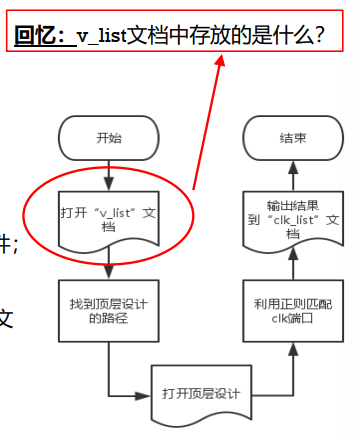 回忆：v_list文档中存放的是什么？
开始
结束
打开“v_list”文
档
输出结果
到“clk_list”文
档
件；
找到顶层设计
的路径
利用正则匹配
clk端口
文
打开顶层设计